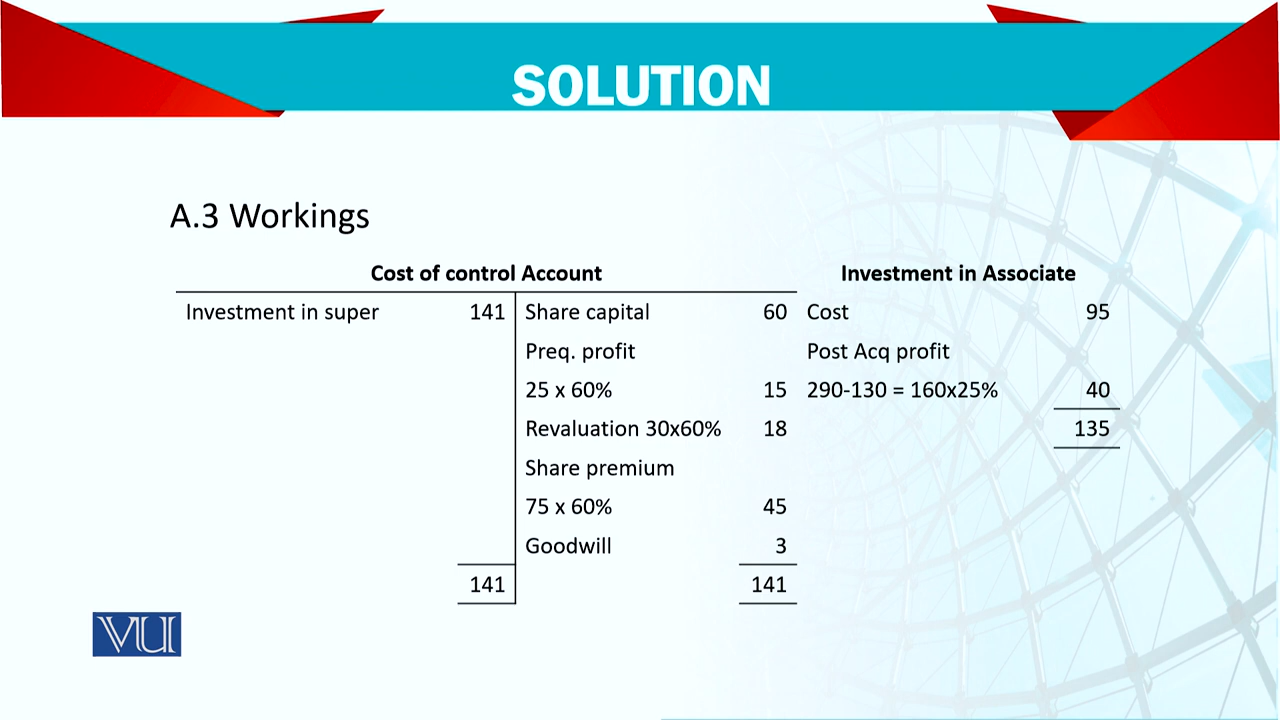 SOLUTION
A.3 Workings
Cost of control Account
Investment in super 141
Share capital 60
Preq. profit
25 x 60% 15
Revaluation 30x60% 18
Share premium
75 x 60% 45
Goodwill 3
141 141
Investment in Associate
Cost 95
Post Acq profit
290-130 = 160x25% 40
135
VU